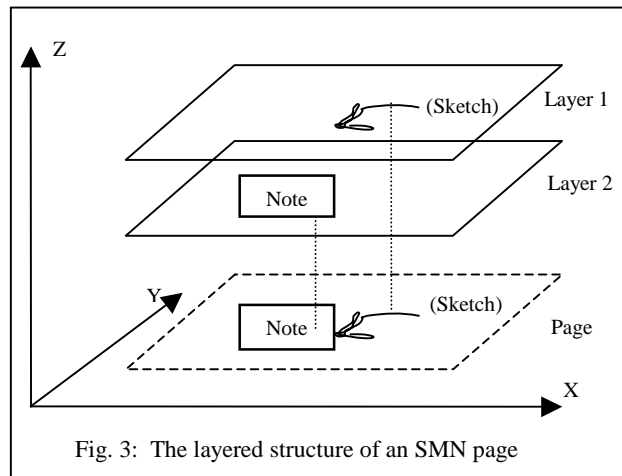 Z
(Sketch)
Layer 1
Note
Layer 2
Y
(Sketch)
Note
Page
X
Fig. 3: The layered structure of an SMN page